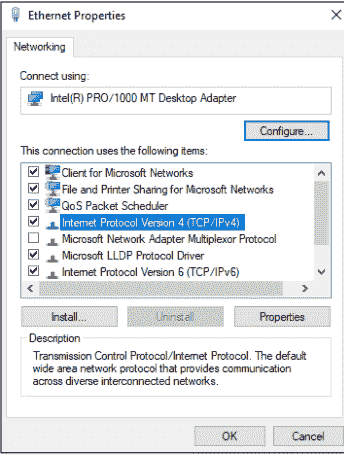 Ethernet Properties
Networking
Connect using:
Intel(R) PRO/1000 MT Desktop Adapter
Configure...
This connection uses the following items:
Client for Microsoft Networks
File and Printer Sharing for Microsoft Networks
QoS Packet Scheduler
Internet Protocol Version 4 (TCP/IPv4)
Microsoft Network Adapter Multiplexor Protocol
Microsoft LLDP Protocol Driver
Internet Protocol Version 6 (TCP/IPv6)
Install... Uninstall Properties
Description
Transmission Control Protocol/Internet Protocol. The default
wide area network protocol that provides communication
across diverse interconnected networks.
OK Cancel